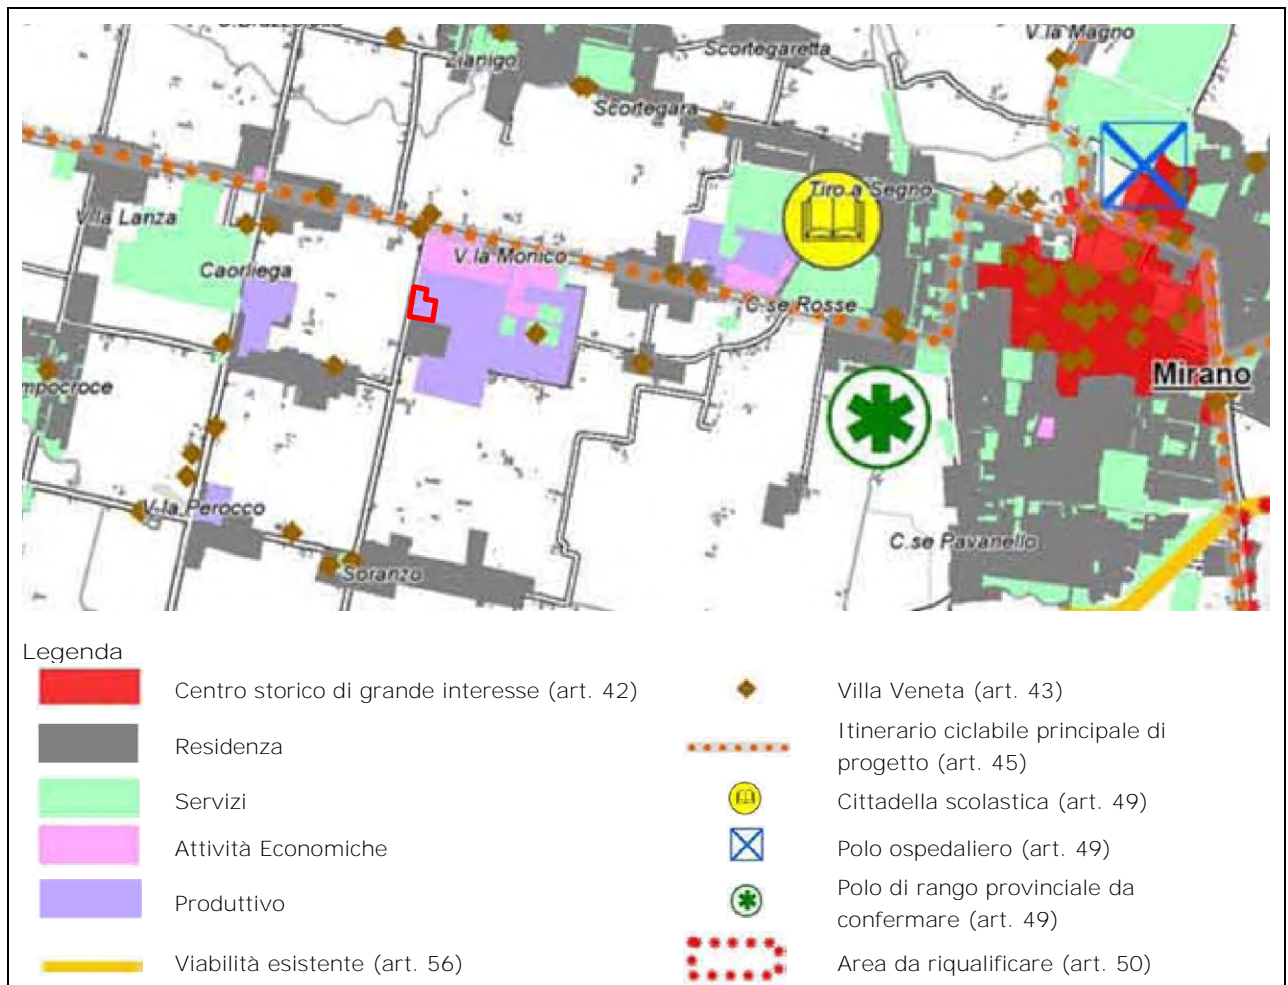 Scortegaretta
V.la Magno
Zianigo
Scortegara
Tiro a Segno
V.lla Lanza
V.la Monico
Caorliega
C.se Rosse
Mirano
V.la Perocco
C.se Pavanello
Soranzo
Legenda
Centro storico di grande interesse (art. 42)
Villa Veneta (art. 43)
Residenza
Itinerario ciclabile principale di
progetto (art. 45)
Servizi
Cittadella scolastica (art. 49)
Attività Economiche
Polo ospedaliero (art. 49)
Produttivo
Polo di rango provinciale da
confermare (art. 49)
Viabilità esistente (art. 56)
Area da riqualificare (art. 50)